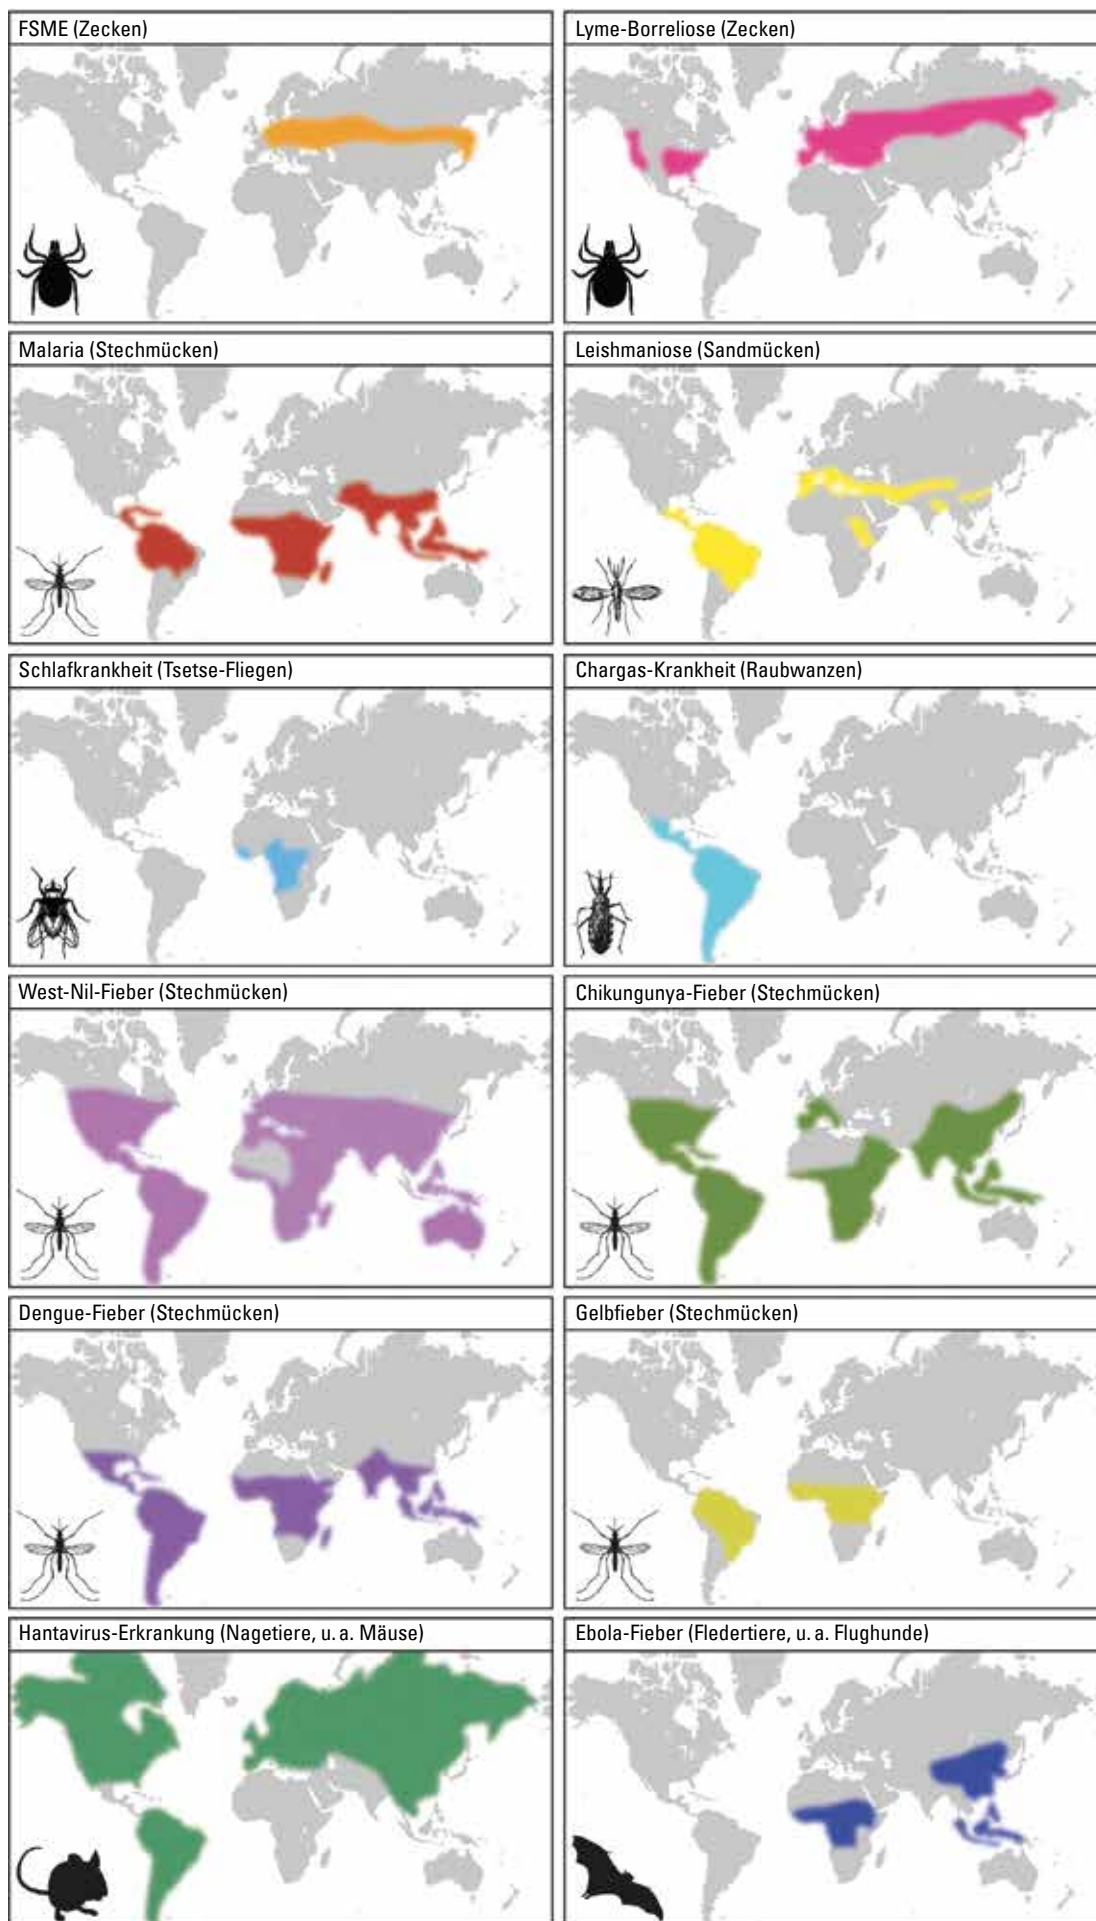 FSME (Zecken)
Lyme-Borreliose (Zecken)
Malaria (Stechmücken)
Leishmaniose (Sandmücken)
Schlafkrankheit (Tsetse-Fliegen)
Chargas-Krankheit (Raubwanzen)
West-Nil-Fieber (Stechmücken)
Chikungunya-Fieber (Stechmücken)
Dengue-Fieber (Stechmücken)
Gelbfieber (Stechmücken)
Hantavirus-Erkrankung (Nagetiere, u. a. Mäuse)
Ebola-Fieber (Fledertiere, u. a. Flughunde)